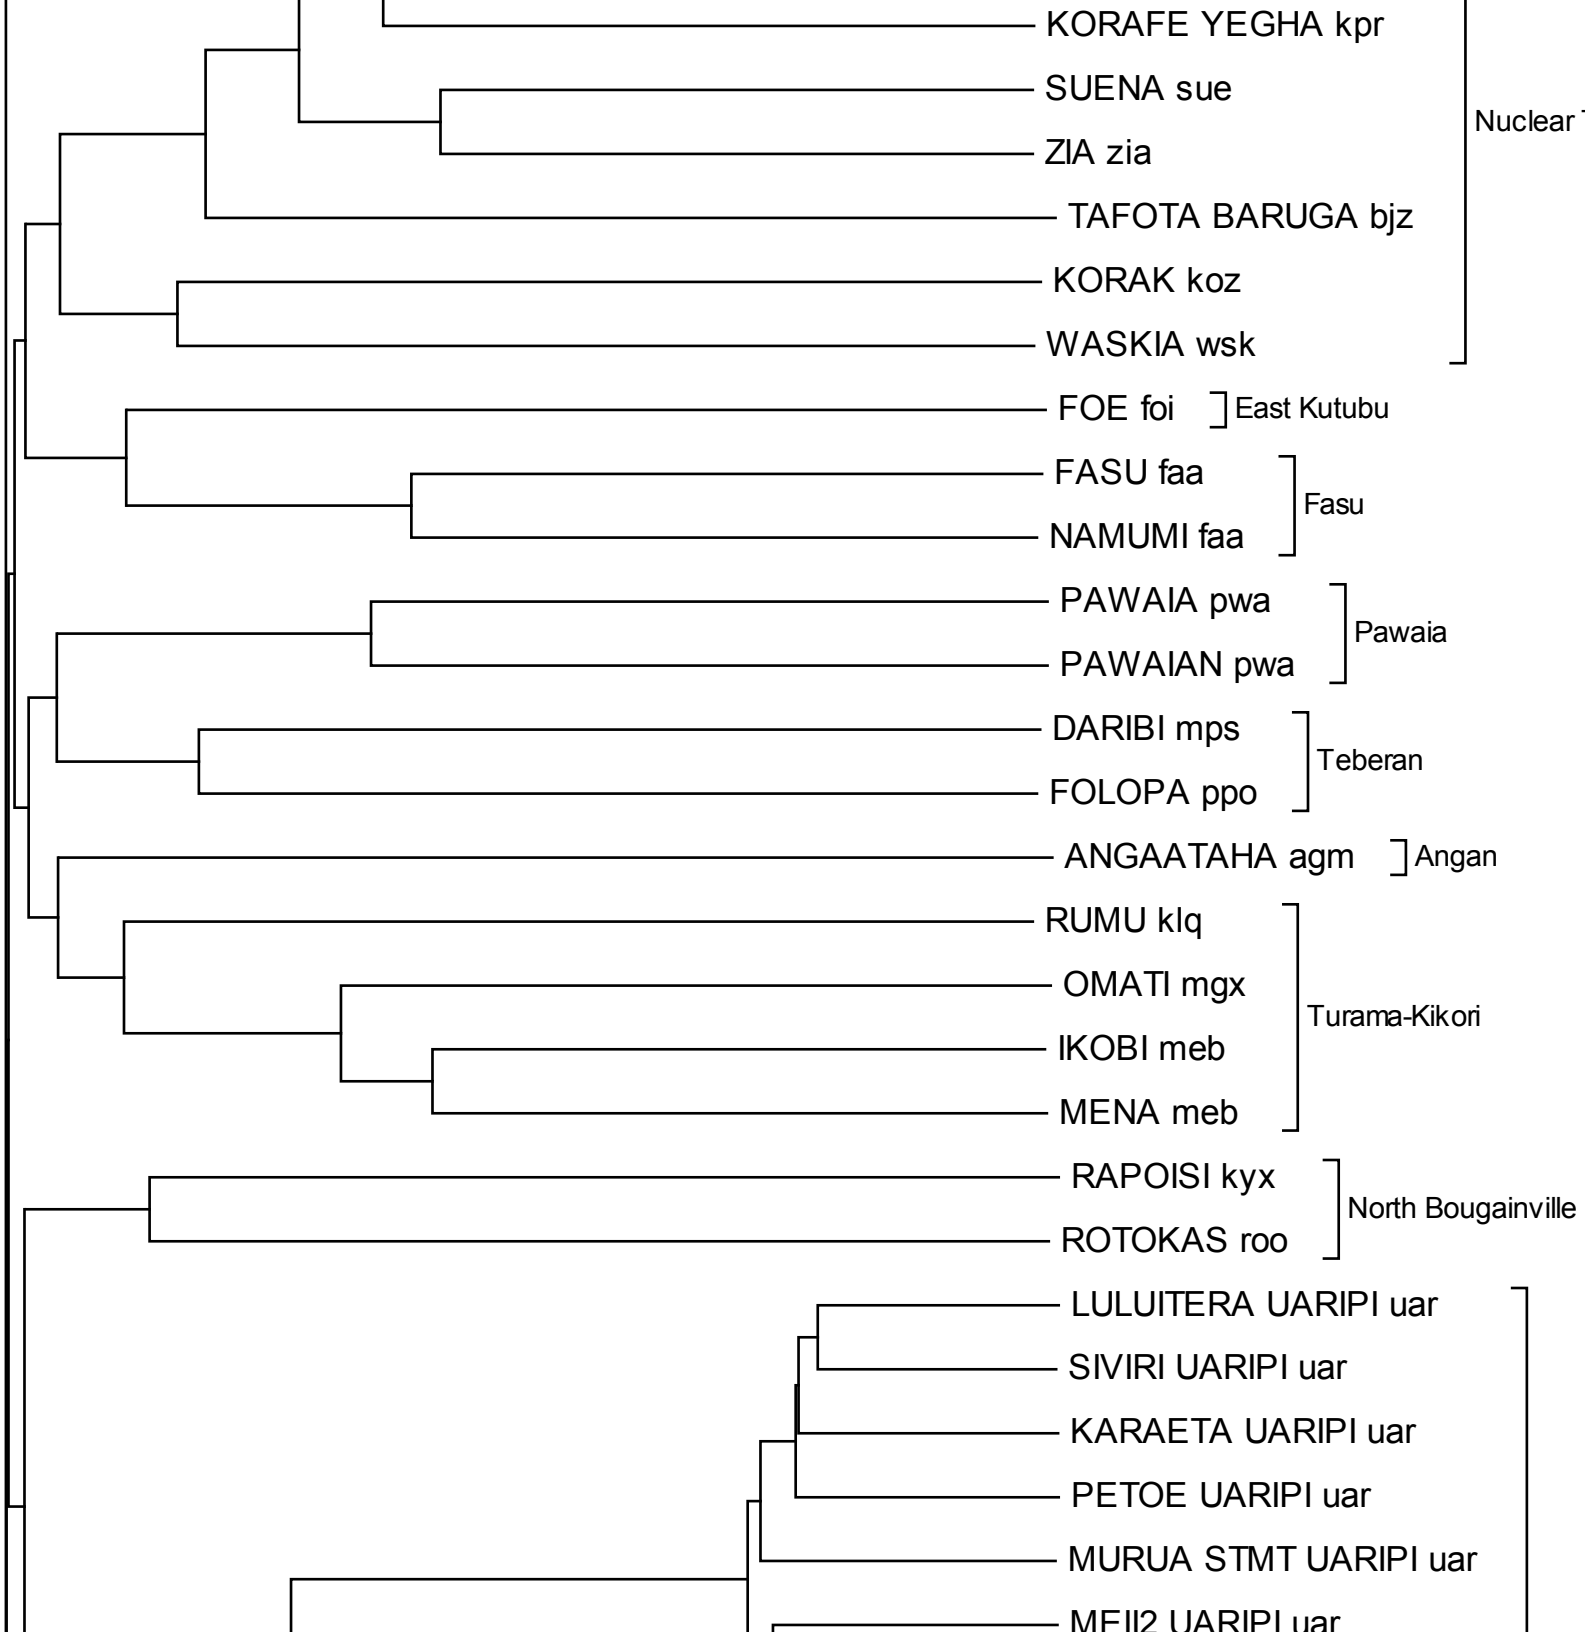 KORAFE YEGHA kpr
SUENA sue
Nuclear
ZIA zia
TAFOTA BARUGA bjz
KORAK koz
WASKIA wsk
FOE foi
East Kutubu
FASU faa
Fasu
NAMUMI faa
PAWAIA pwa
Pawaia
PAWAIAN pwa
DARIBI mps
Teberan
FOLOPA ppo
ANGAATAHA agm
Angan
RUMU klq
OMATI mgx
Turama-Kikori
IKOBI meb
MENA meb
RAPOISI kyx
North Bougainville
ROTOKAS roo
LULUITERA UARIPI uar
SIVIRI UARIPI uar
KARAETA UARIPI uar
PETOE UARIPI uar
MURUA STMT UARIPI uar
UARIPI uar